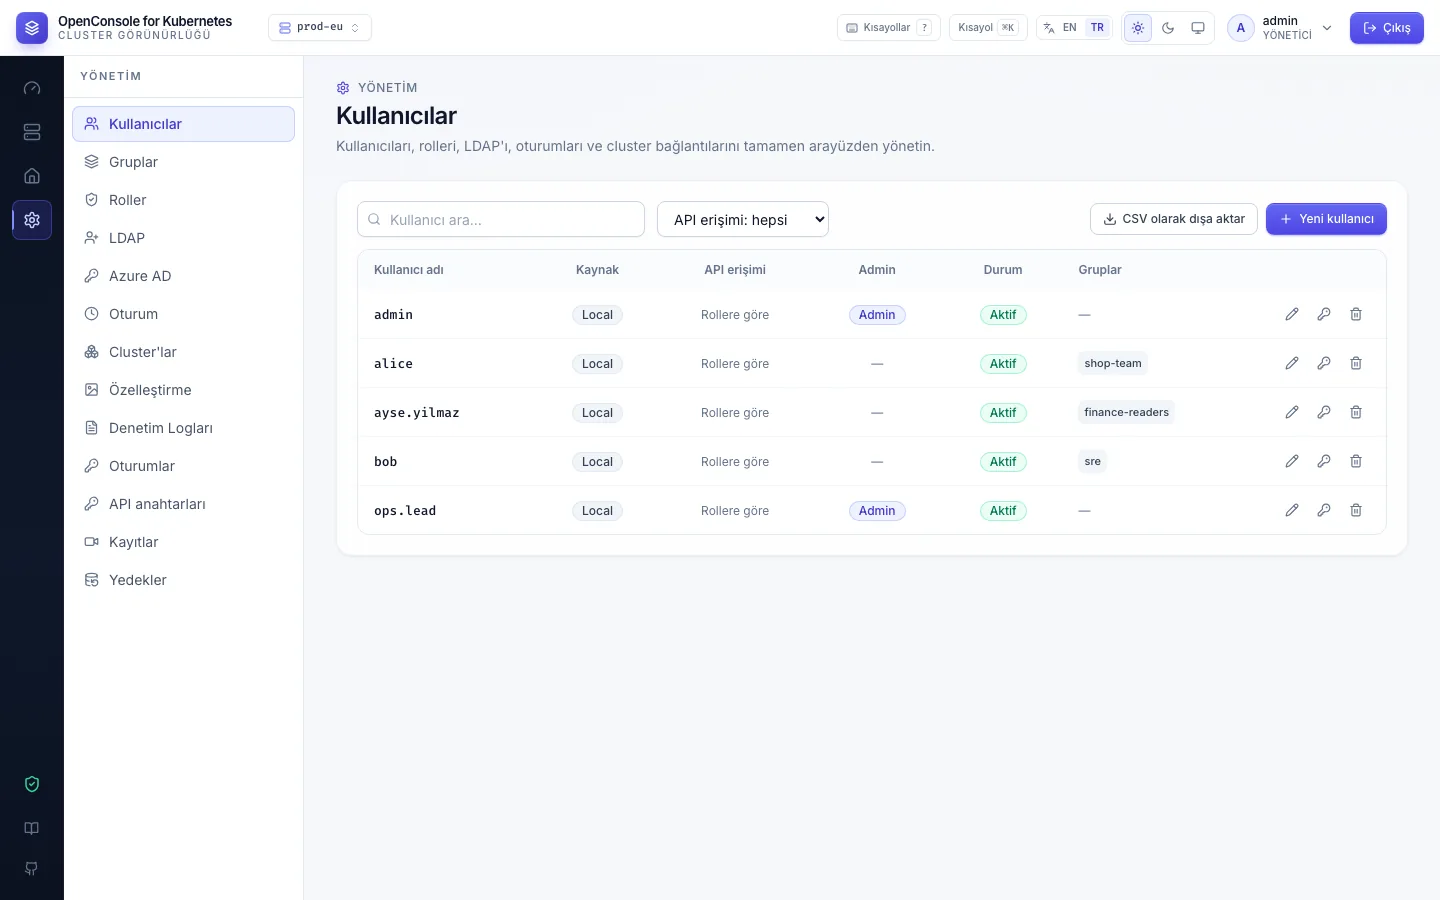 OpenConsole for Kubernetes
CLUSTER GÖRÜNÜRLÜĞÜ
prod-eu
Kısayollar ?
Kısayol ⌘K
EN TR
A
admin
YÖNETİCİ
Çıkış
YÖNETİM
Kullanıcılar
Gruplar
Roller
LDAP
Azure AD
Oturum
Cluster'lar
Özelleştirme
Denetim Logları
Oturumlar
API anahtarları
Kayıtlar
Yedekler
YÖNETİM
Kullanıcılar
Kullanıcıları, rolleri, LDAP'ı, oturumları ve cluster bağlantılarını tamamen arayüzden yönetin.
Kullanıcı ara...
API erişimi: hepsi
CSV olarak dışa aktar
Yeni kullanıcı
Kullanıcı adı Kaynak API erişimi Admin Durum Gruplar
admin Local Rollere göre Admin Aktif —
alice Local Rollere göre — Aktif shop-team
ayse.yilmaz Local Rollere göre — Aktif finance-readers
bob Local Rollere göre — Aktif sre
ops.lead Local Rollere göre Admin Aktif —